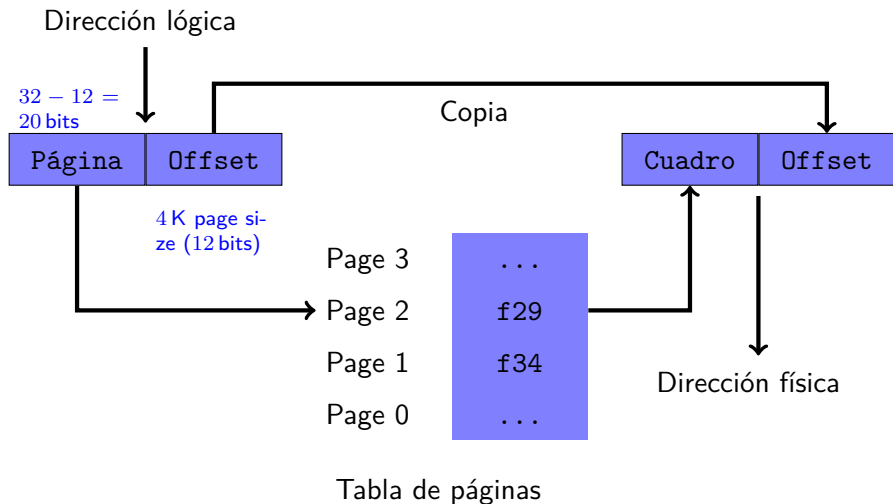 Dirección lógica
32 − 12 =
20 bits
Copia
Página Offset
Cuadro Offset
4 K page si-
ze (12 bits)
Page 3 ...
Page 2 f29
Page 1 f34
Page 0 ...
Dirección física
Tabla de páginas